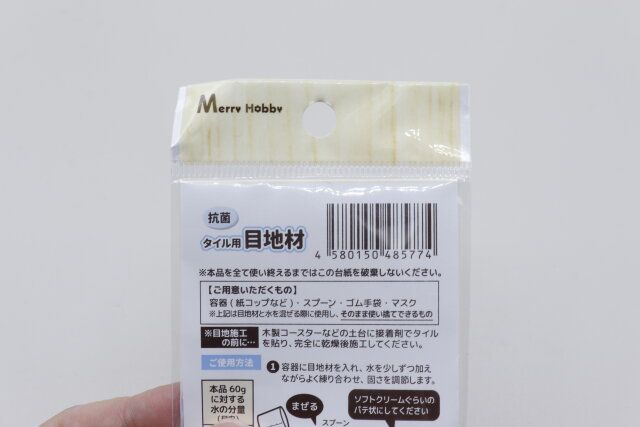 Merry Hobby
抗菌
タイル用 目地材
4 580150 485774
※本品を全て使い終えるまではこの台紙を破棄しないください。
【ご用意いただくもの】
容器(紙コップなど)・スプーン・ゴム手袋・マスク
※上記は目地材と水を混ぜる際に使用し、そのまま使い捨てできるもの
※目地施工の前に… 木製コースターなどの土台に接着剤でタイル
を貼り、完全に乾燥後施工してください。
ご使用方法
1 容器に目地材を入れ、水を少しずつ加え
ながらよく練り合わせ、固さを調節します。
本品60g
に対する
水の分量
まぜる
スプーン
ソフトクリームぐらいの
パテ状にしてください